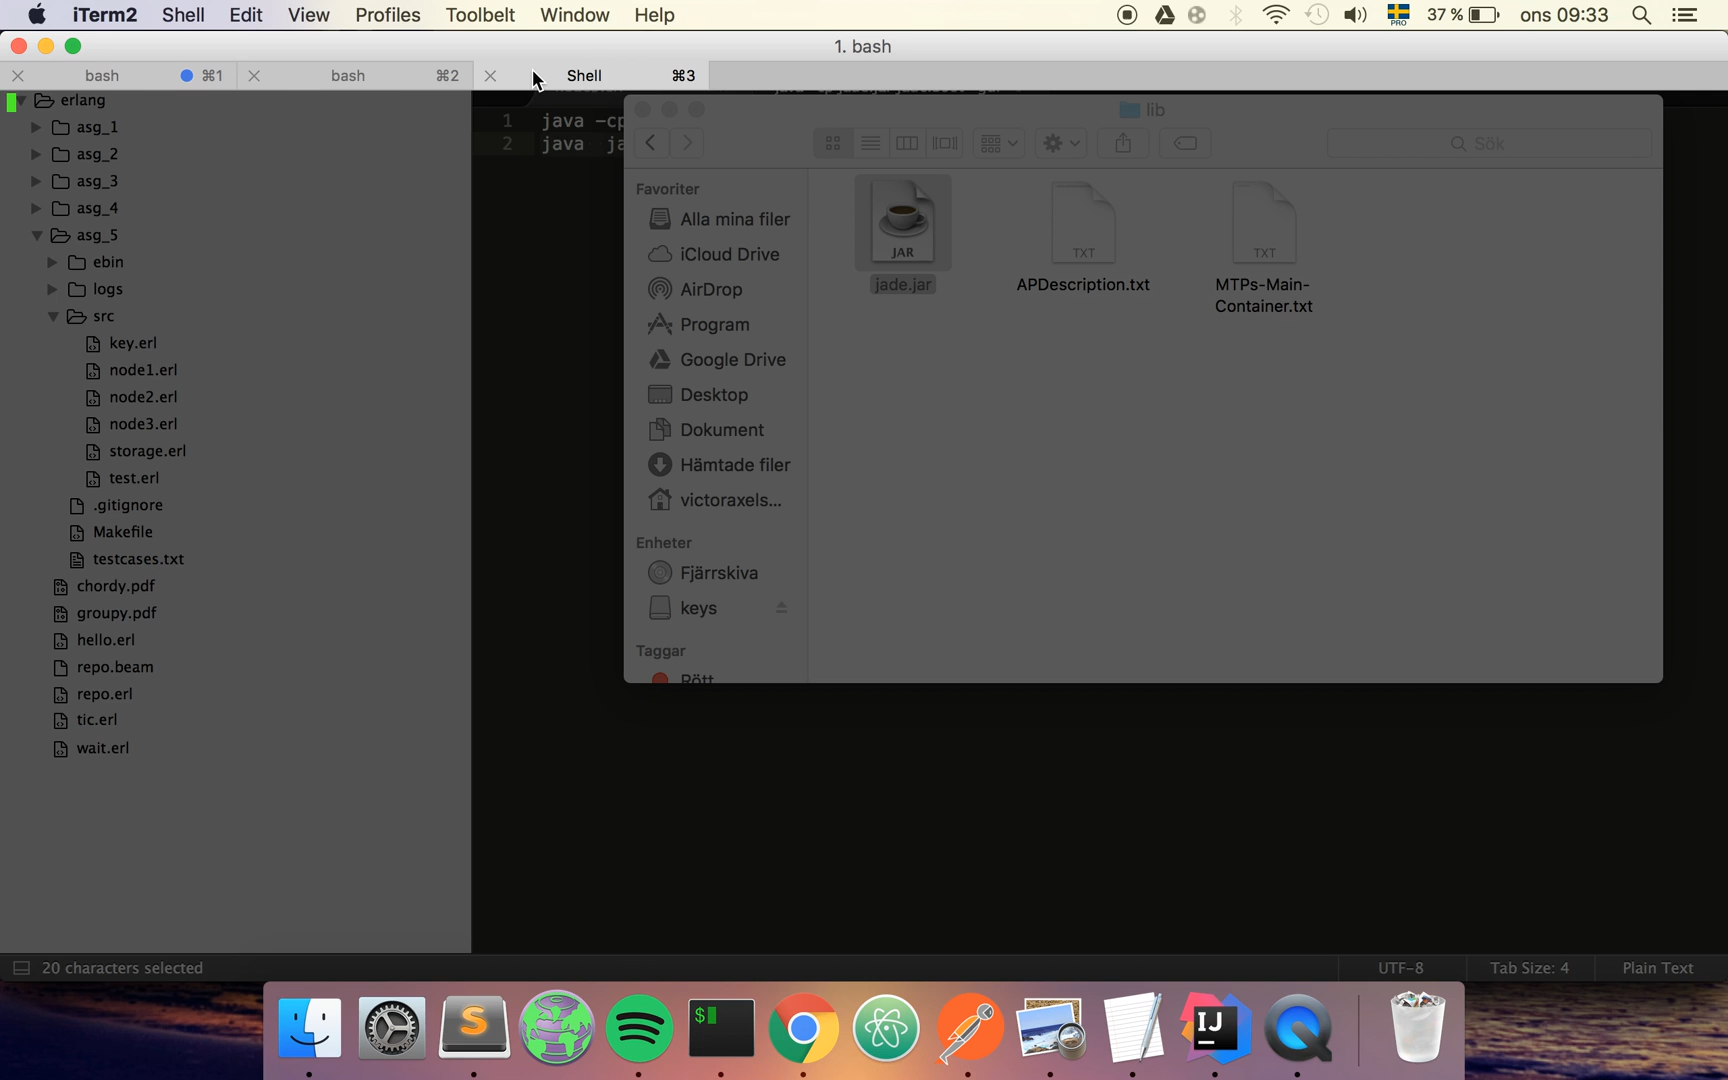 iTerm2 Shell Edit View Profiles Toolbelt Window Help PRO 37 % ons 09:33
1. bash
bash ⌘1 bash ⌘2 Shell ⌘3
erlang
asg_1
asg_2
asg_3
asg_4
asg_5
ebin
logs
src
key.erl
node1.erl
node2.erl
node3.erl
storage.erl
test.erl
.gitignore
Makefile
testcases.txt
chordy.pdf
groupy.pdf
hello.erl
repo.beam
repo.erl
tic.erl
wait.erl
1 java -cp
2 java ja
lib
Sök
Favoriter
Alla mina filer
iCloud Drive
AirDrop
Program
Google Drive
Desktop
Dokument
Hämtade filer
victoraxels...
Enheter
Fjärrskiva
keys
Taggar
Rött
JAR
jade.jar
TXT
APDescription.txt
TXT
MTPs-Main-
Container.txt
20 characters selected UTF-8 Tab Size: 4 Plain Text
S
$
IJ